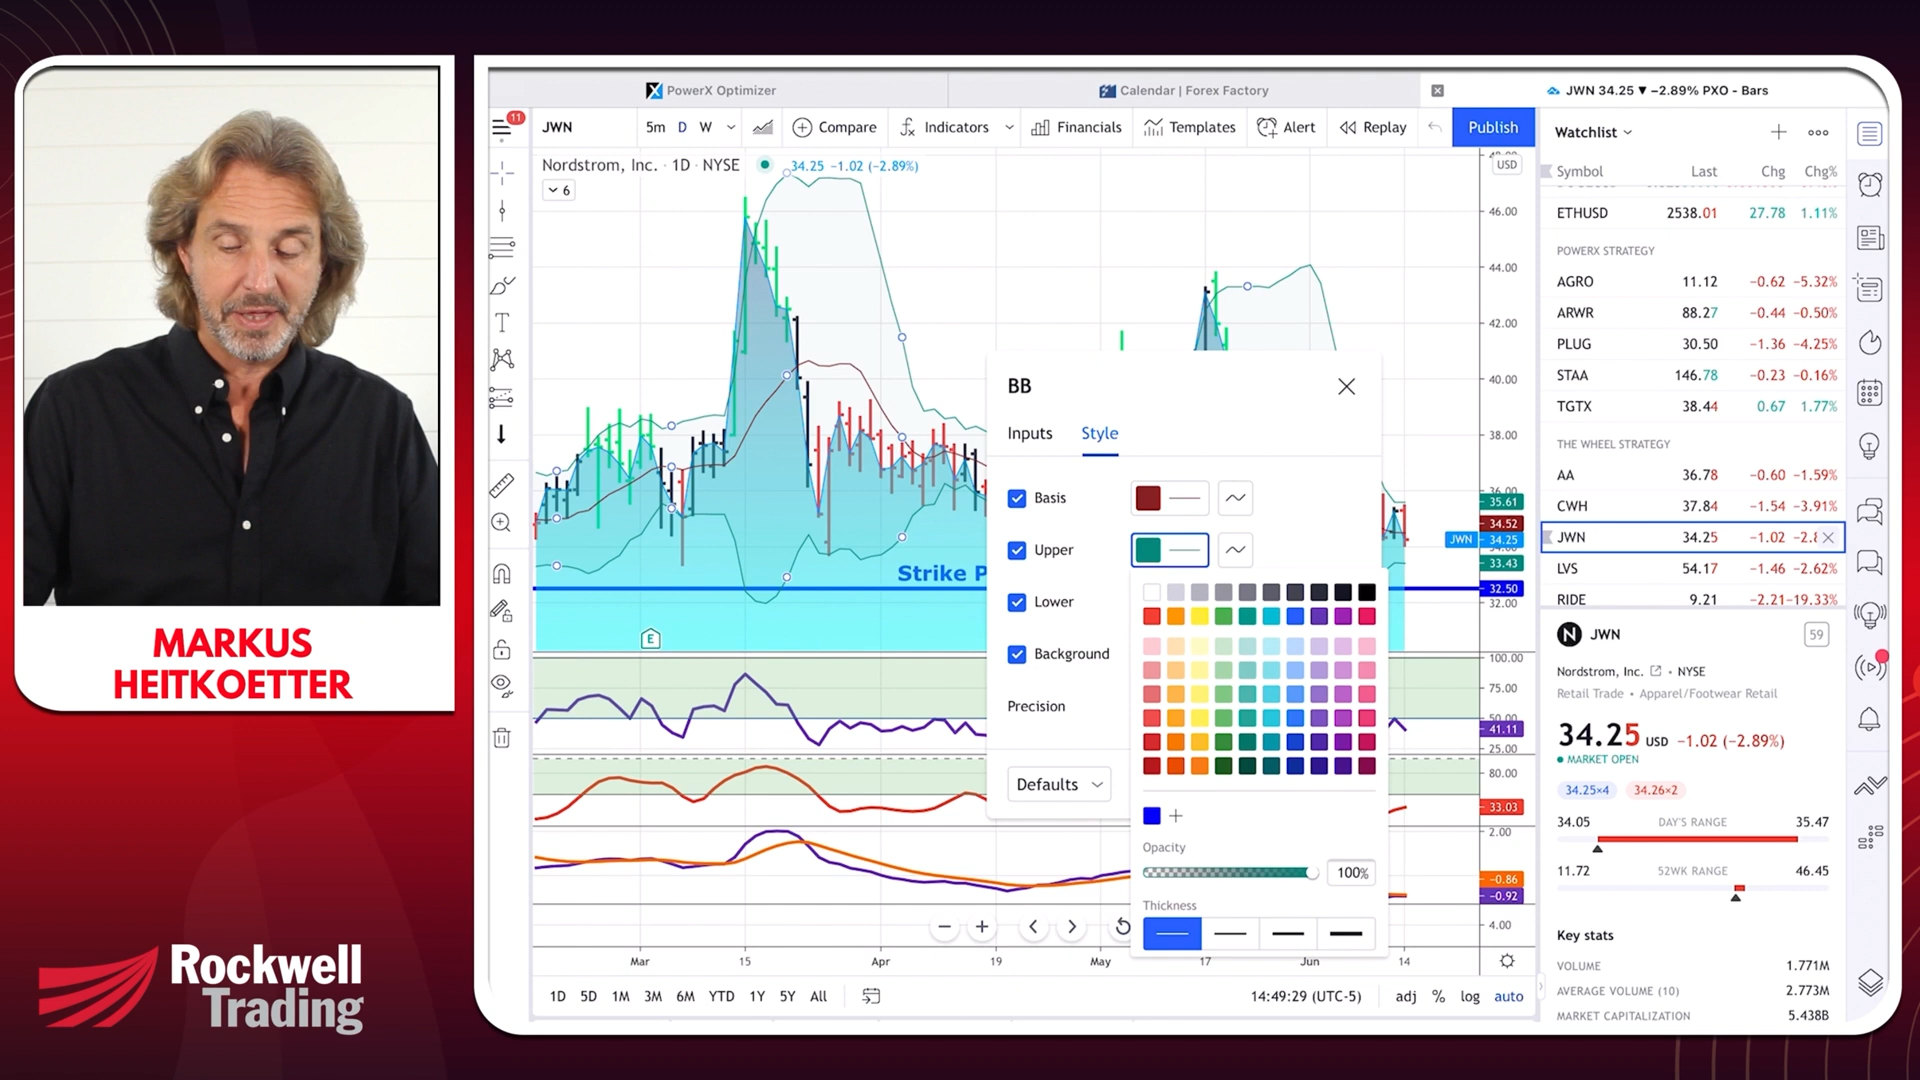 PowerX Optimizer
Calendar | Forex Factory
JWN 34.25 ▼ −2.89% PXO - Bars
11
JWN
5m D W
Compare
Indicators
Financials
Templates
Alert
Replay
Publish
Nordstrom, Inc. · 1D · NYSE
34.25 −1.02 (−2.89%)
6
USD
46.00
44.00
42.00
40.00
38.00
36.00
35.61
34.52
JWN 34.25
33.43
32.50
32.00
100.00
75.00
50.00
41.11
25.00
80.00
33.03
2.00
−0.86
−0.92
4.00
Strike P
E
BB
Inputs Style
Basis
Upper
Lower
Background
Precision
Defaults
Opacity
100%
Thickness
Mar 15 Apr 19 May 17 Jun 14
1D 5D 1M 3M 6M YTD 1Y 5Y All
14:49:29 (UTC-5)
adj % log auto
Watchlist
Symbol Last Chg Chg%
ETHUSD 2538.01 27.78 1.11%
POWERX STRATEGY
AGRO 11.12 −0.62 −5.32%
ARWR 88.27 −0.44 −0.50%
PLUG 30.50 −1.36 −4.25%
STAA 146.78 −0.23 −0.16%
TGTX 38.44 0.67 1.77%
THE WHEEL STRATEGY
AA 36.78 −0.60 −1.59%
CWH 37.84 −1.54 −3.91%
JWN 34.25 −1.02 −2.8
LVS 54.17 −1.46 −2.62%
RIDE 9.21 −2.21 −19.33%
N JWN
59
Nordstrom, Inc. • NYSE
Retail Trade • Apparel/Footwear Retail
34.25 USD −1.02 (−2.89%)
MARKET OPEN
34.25×4 34.26×2
34.05 DAY'S RANGE 35.47
11.72 52WK RANGE 46.45
Key stats
VOLUME 1.771M
AVERAGE VOLUME (10) 2.773M
MARKET CAPITALIZATION 5.438B
MARKUS
HEITKOETTER
Rockwell
Trading